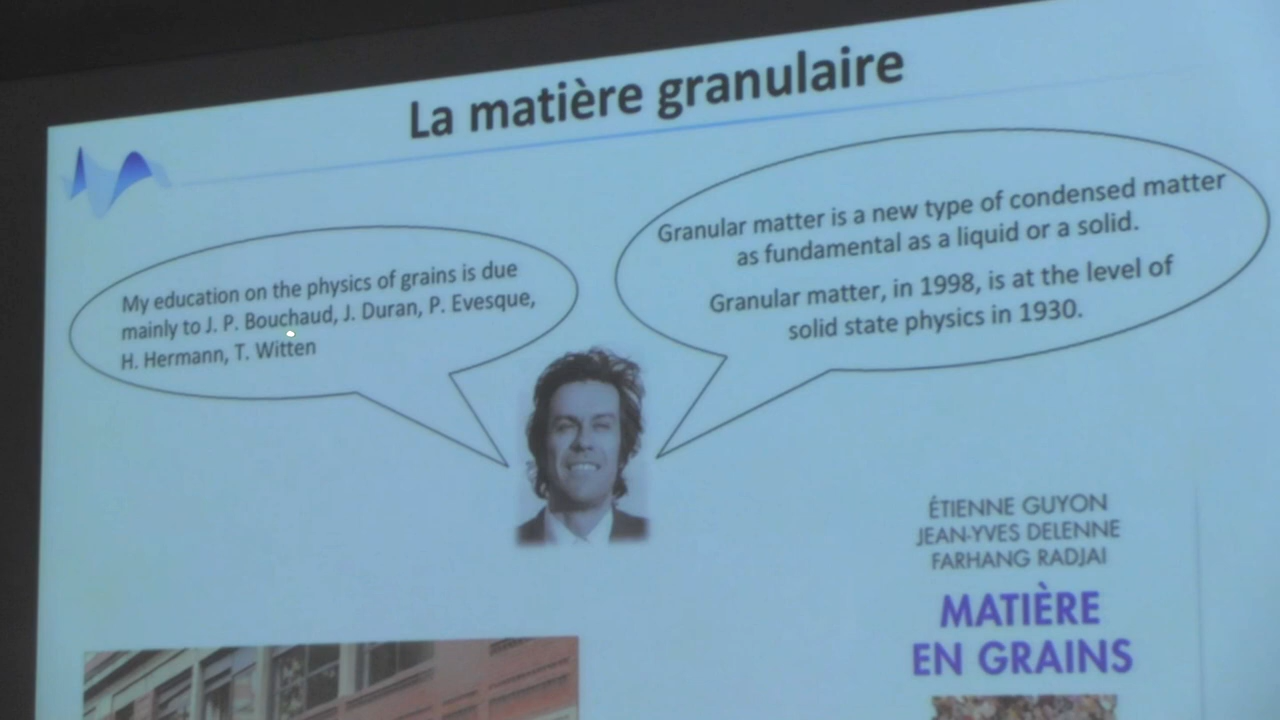 La matière granulaire
My education on the physics of grains is due
mainly to J. P. Bouchaud, J. Duran, P. Evesque,
H. Hermann, T. Witten
Granular matter is a new type of condensed matter
as fundamental as a liquid or a solid.
Granular matter, in 1998, is at the level of
solid state physics in 1930.
ÉTIENNE GUYON
JEAN-YVES DELENNE
FARHANG RADJAI
MATIÈRE
EN GRAINS